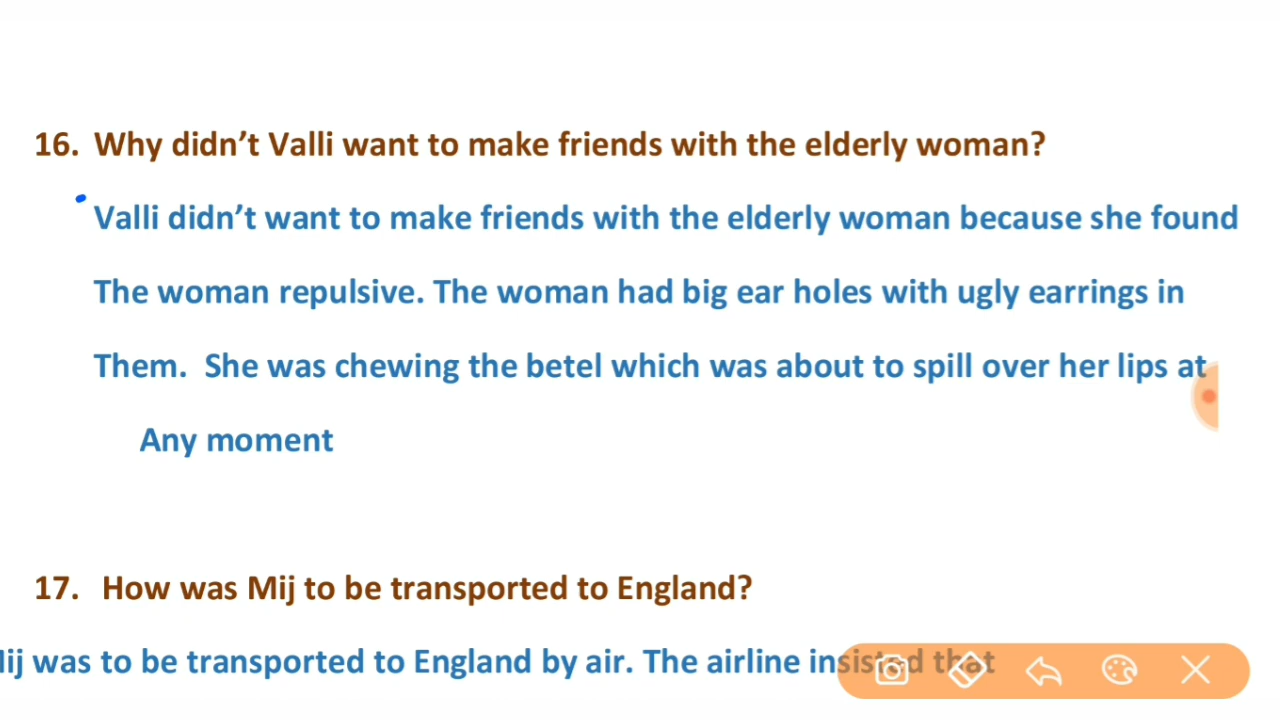 16. Why didn't Valli want to make friends with the elderly woman?
Valli didn't want to make friends with the elderly woman because she found
The woman repulsive. The woman had big ear holes with ugly earrings in
Them. She was chewing the betel which was about to spill over her lips at
Any moment
17. How was Mij to be transported to England?
was to be transported to England by air. The airline insisted that